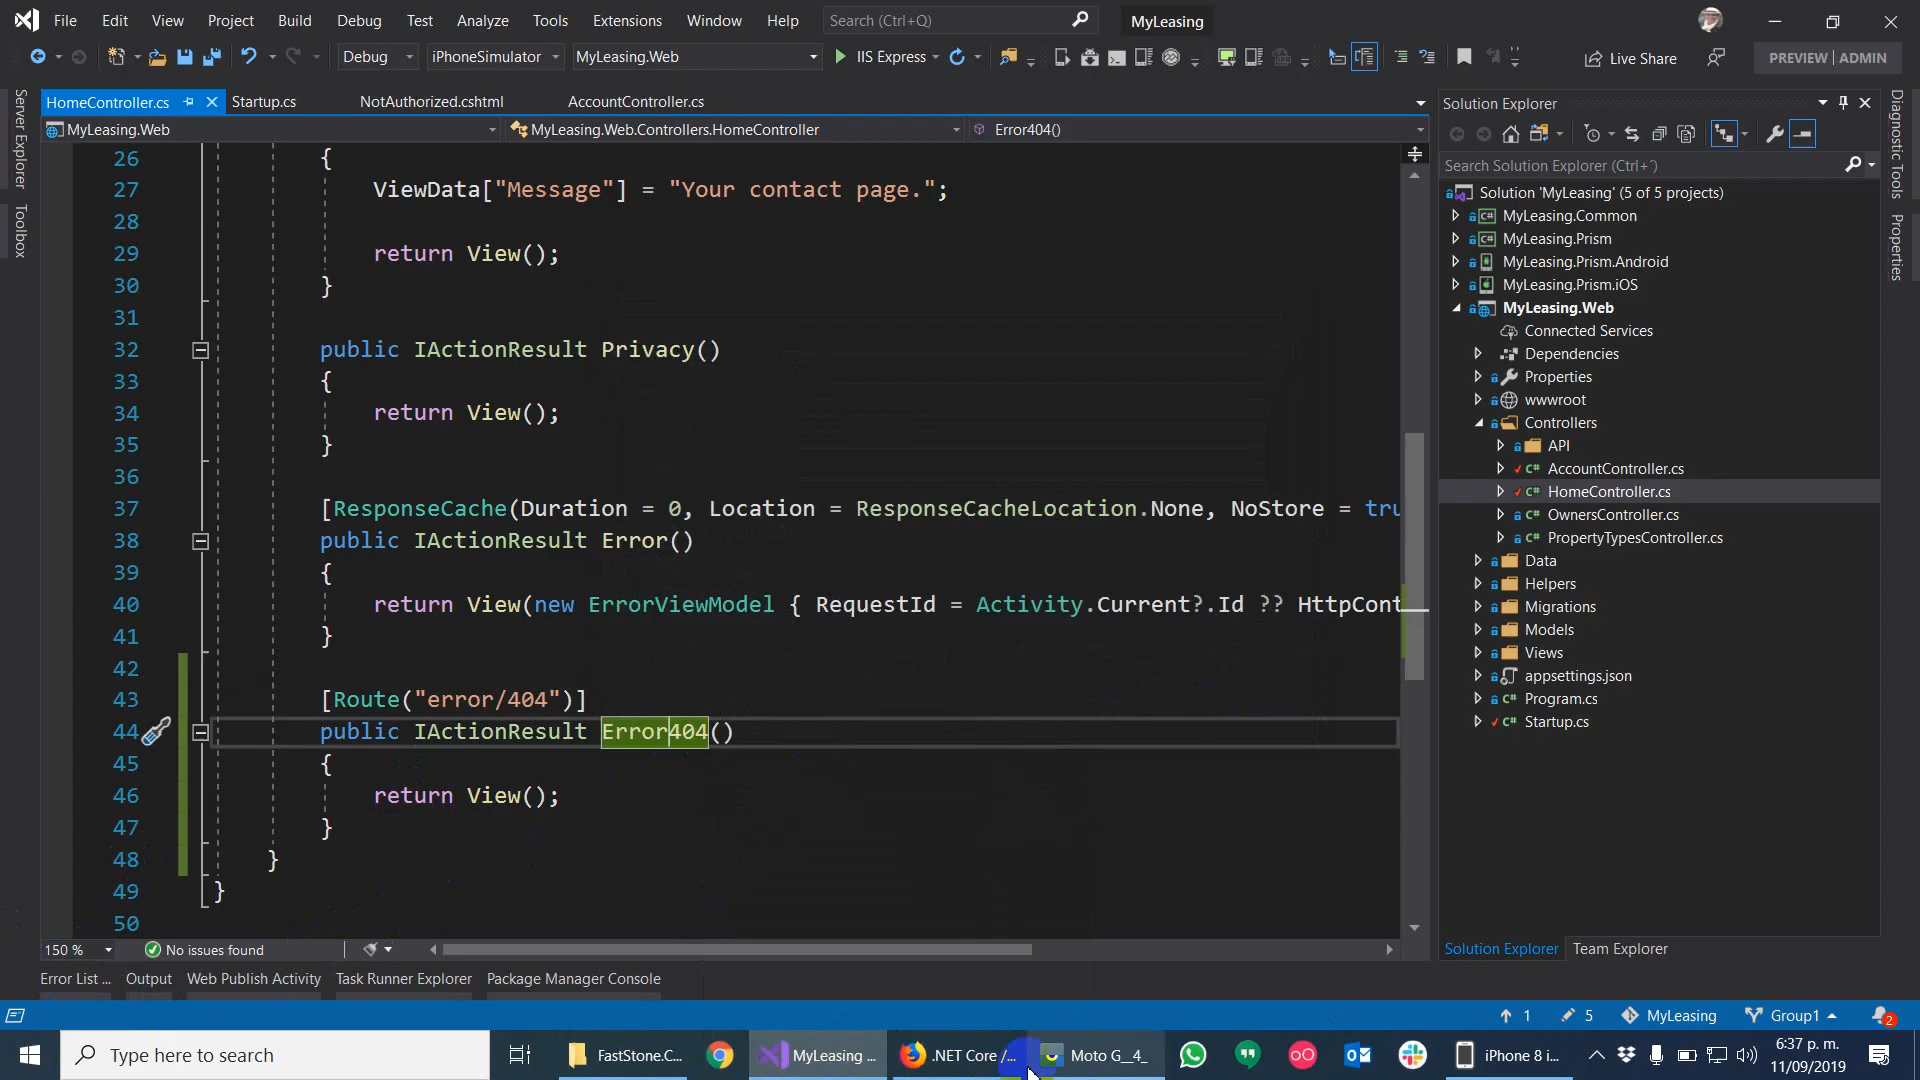 File Edit View Project Build Debug Test Analyze Tools Extensions Window Help Search (Ctrl+Q) MyLeasing
Debug iPhoneSimulator MyLeasing.Web IIS Express Live Share PREVIEW | ADMIN
Server Explorer
Toolbox
HomeController.cs Startup.cs NotAuthorized.cshtml AccountController.cs
MyLeasing.Web MyLeasing.Web.Controllers.HomeController Error404()
26 {
27 ViewData["Message"] = "Your contact page.";
28
29 return View();
30 }
31
32 public IActionResult Privacy()
33 {
34 return View();
35 }
36
37 [ResponseCache(Duration = 0, Location = ResponseCacheLocation.None, NoStore = tru
38 public IActionResult Error()
39 {
40 return View(new ErrorViewModel { RequestId = Activity.Current?.Id ?? HttpCont
41 }
42
43 [Route("error/404")]
44 public IActionResult Error404()
45 {
46 return View();
47 }
48 }
49 }
50
150 % No issues found
Solution Explorer
Search Solution Explorer (Ctrl+´)
Solution 'MyLeasing' (5 of 5 projects)
MyLeasing.Common
MyLeasing.Prism
MyLeasing.Prism.Android
MyLeasing.Prism.iOS
MyLeasing.Web
Connected Services
Dependencies
Properties
wwwroot
Controllers
API
AccountController.cs
HomeController.cs
OwnersController.cs
PropertyTypesController.cs
Data
Helpers
Migrations
Models
Views
appsettings.json
Program.cs
Startup.cs
Solution Explorer Team Explorer
Diagnostic Tools
Properties
Error List ... Output Web Publish Activity Task Runner Explorer Package Manager Console
1 5 MyLeasing Group1 2
Type here to search FastStone.C... MyLeasing ... .NET Core /... Moto G__4_ iPhone 8 i... 6:37 p. m.
11/09/2019